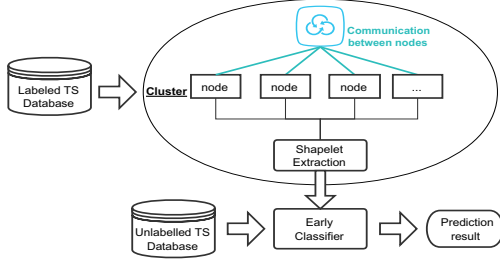 Communication
between nodes
Labeled TS
Database
Cluster
node
node
node
...
Shapelet
Extraction
Unlabelled TS
Database
Early
Classifier
Prediction
result